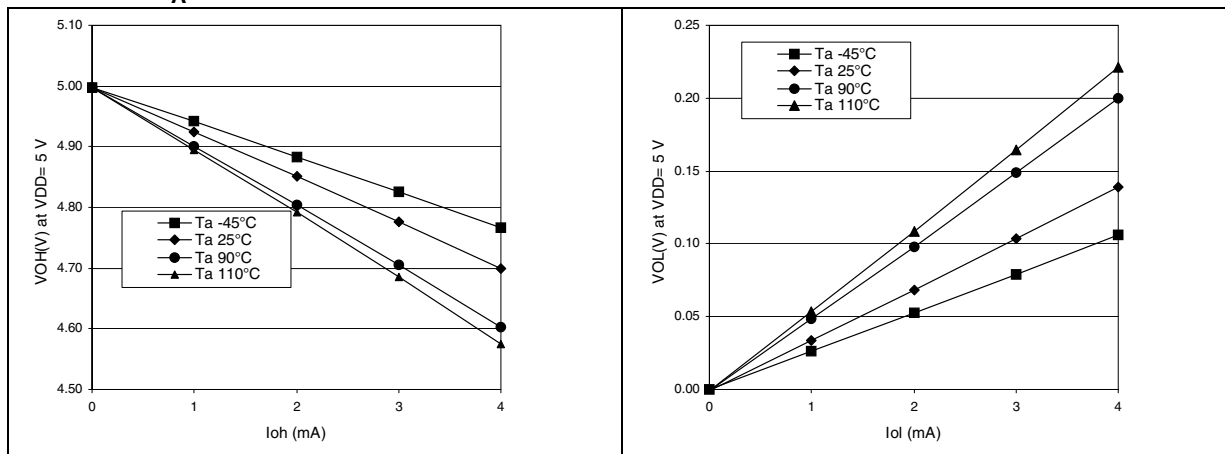 A
5.10
5.00
4.90
4.80
4.70
4.60
4.50
VOH(V) at VDD= 5 V
Ta -45°C
Ta 25°C
Ta 90°C
Ta 110°C
0 1 2 3 4
Ioh (mA)
0.25
0.20
0.15
0.10
0.05
0.00
VOL(V) at VDD= 5 V
Ta -45°C
Ta 25°C
Ta 90°C
Ta 110°C
0 1 2 3 4
Iol (mA)